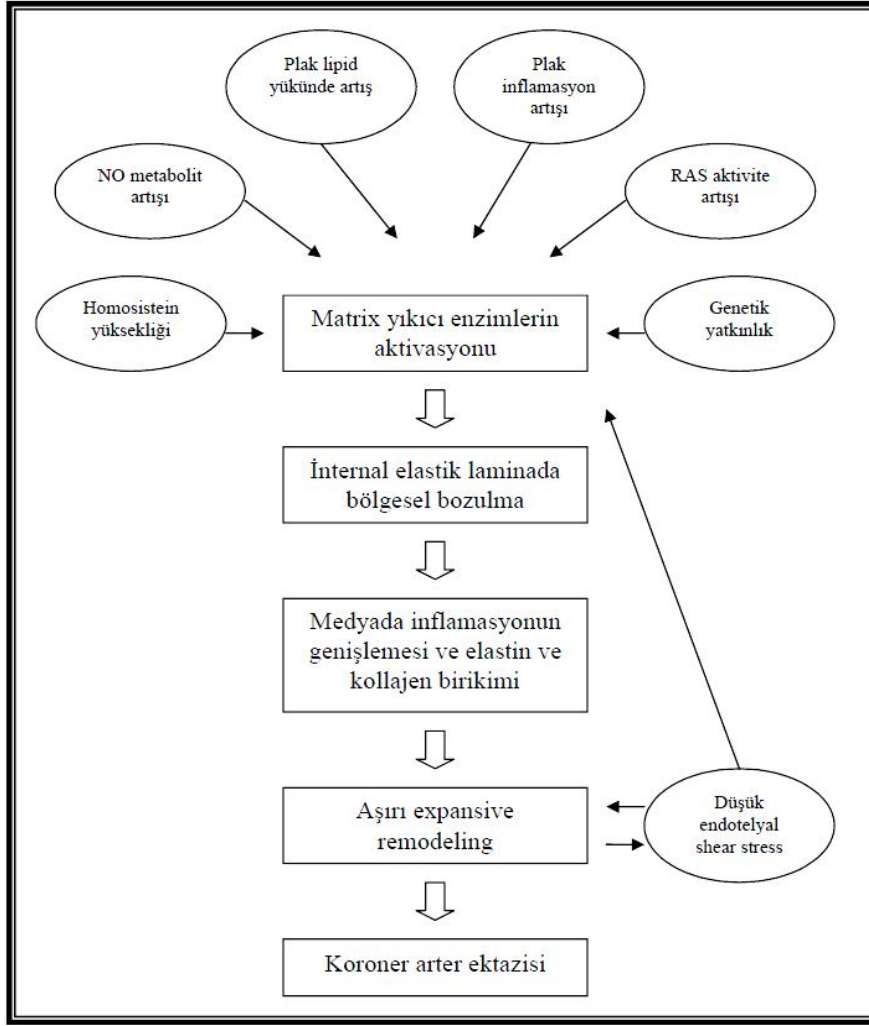 Plak lipid
yükünde artış
Plak
inflamasyon
artışı
NO metabolit
artışı
RAS aktivite
artışı
Homosistein
yüksekliği
Matrix yıkıcı enzimlerin
aktivasyonu
Genetik
yatkınlık
İnternal elastik laminada
bölgesel bozulma
Medyada inflamasyonun
genişlemesi ve elastin ve
kollajen birikimi
Aşırı expansive
remodeling
Düşük
endotelyal
shear stress
Koroner arter ektazisi